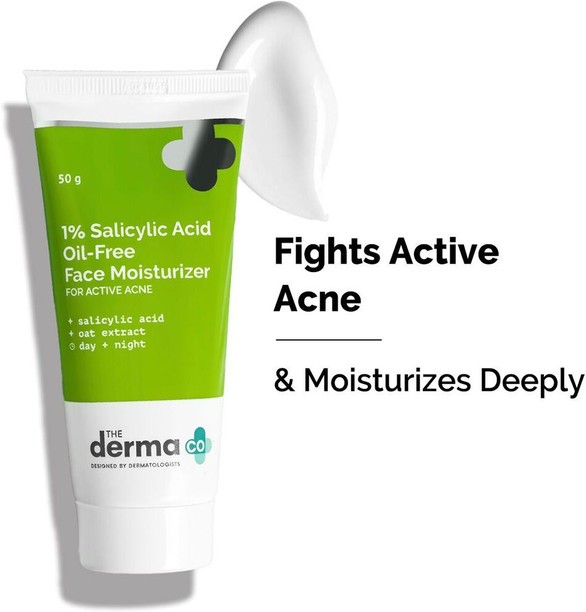 50 g
1% Salicylic Acid
Oil-Free
Face Moisturizer
FOR ACTIVE ACNE
+ salicylic acid
+ oat extract
day + night
THE
derma co
DESIGNED BY DERMATOLOGISTS
Fights Active
Acne
& Moisturizes Deeply